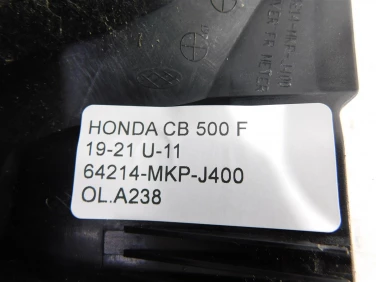 HONDA CB 500 F
19-21 U-11
64214-MKP-J400
OL.A238